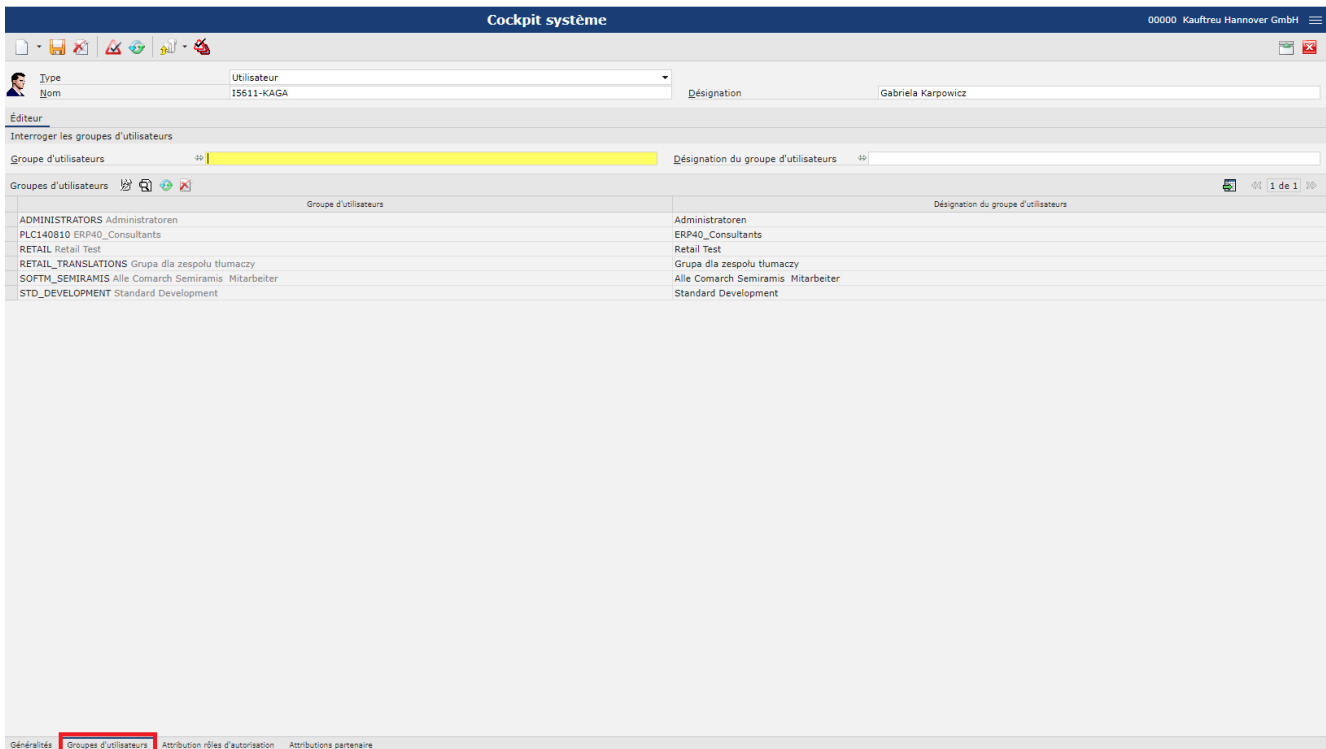 Cockpit système
00000 Kauftreu Hannover GmbH
Type Utilisateur
Nom I5611-KAGA Désignation Gabriela Karpowicz
Éditeur
Interroger les groupes d'utilisateurs
Groupe d'utilisateurs Désignation du groupe d'utilisateurs
Groupes d'utilisateurs 1 de 1
Groupe d'utilisateurs Désignation du groupe d'utilisateurs
ADMINISTRATORS Administratoren Administratoren
PLC140810 ERP40_Consultants ERP40_Consultants
RETAIL Retail Test Retail Test
RETAIL_TRANSLATIONS Grupa dla zespołu tłumaczy Grupa dla zespołu tłumaczy
SOFTM_SEMIRAMIS Alle Comarch Semiramis Mitarbeiter Alle Comarch Semiramis Mitarbeiter
STD_DEVELOPMENT Standard Development Standard Development
Généralités Groupes d'utilisateurs Attribution rôles d'autorisation Attributions partenaire